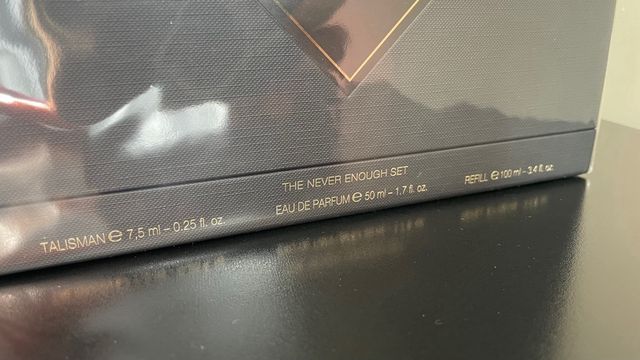 THE NEVER ENOUGH SET
TALISMAN ℮ 7,5 ml – 0.25 fl. oz.
EAU DE PARFUM ℮ 50 ml – 1.7 fl. oz.
REFILL ℮ 100 ml – 3.4 fl. oz.